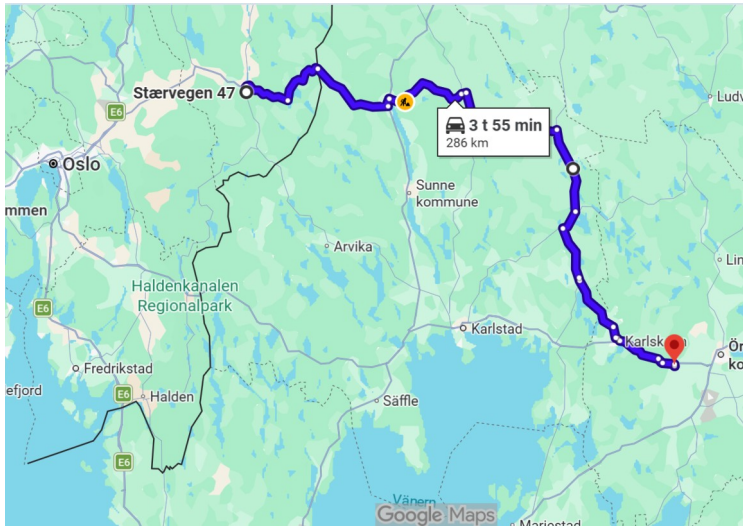 Stærvegen 47
E6
Ludv
Oslo
3 t 55 min
286 km
mmen
Sunne
kommune
Arvika
Lin
Haldenkanalen
Regionalpark
E6
Karlstad
Karlsk
n
Ör
ko
Fredrikstad
efjord
Halden
Säffle
E6
Vänern
Google Maps
Mariestad